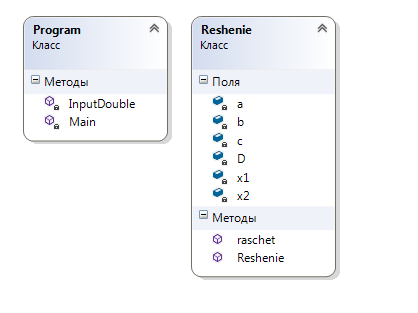 Program
Класс
Методы
InputDouble
Main
Reshenie
Класс
Поля
a
b
c
D
x1
x2
Методы
raschet
Reshenie